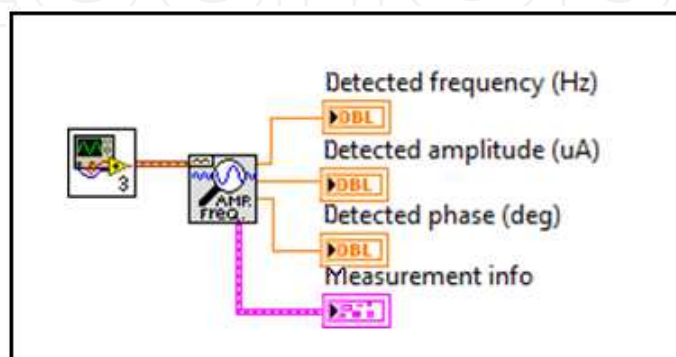 Detected frequency (Hz)
DBL
Detected amplitude (uA)
3
DBL
AMP.
FREQ.
Detected phase (deg)
DBL
Measurement info